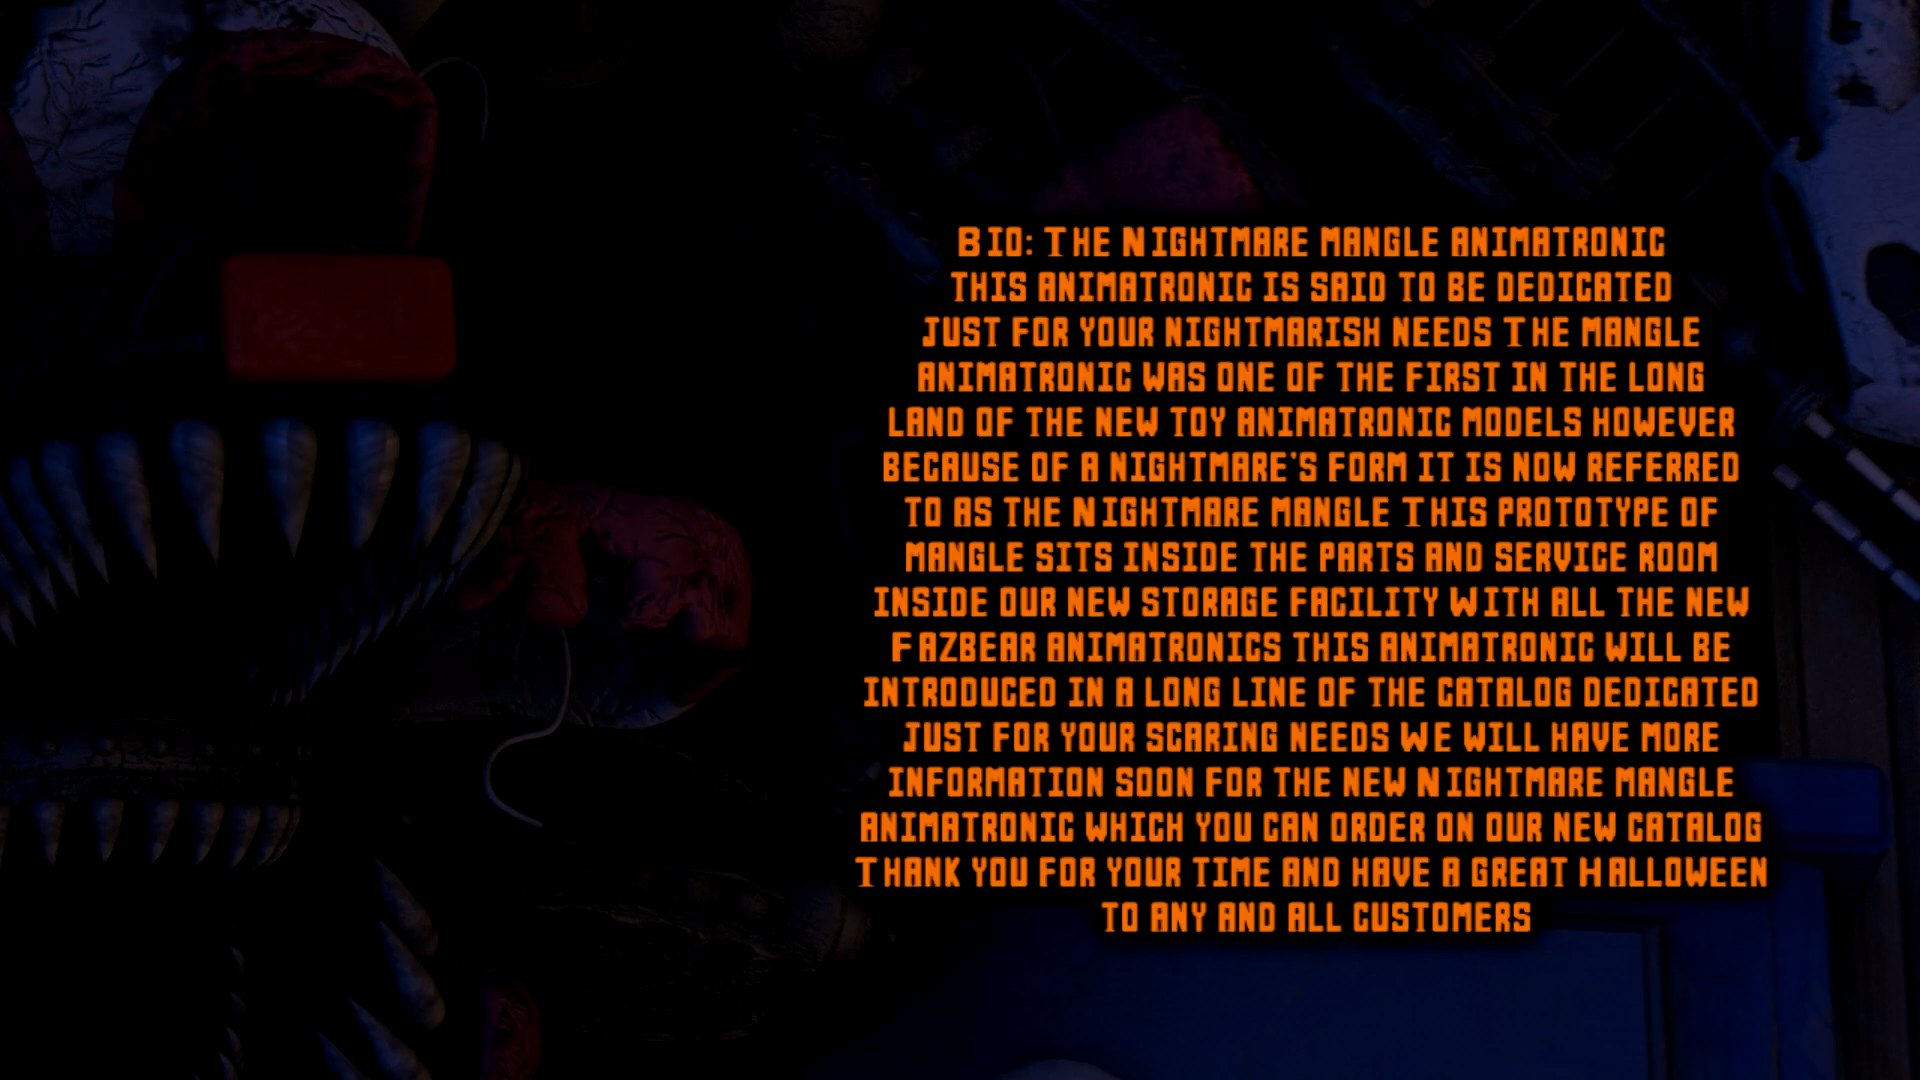 BIO: THE NIGHTMARE MANGLE ANIMATRONIC
THIS ANIMATRONIC IS SAID TO BE DEDICATED
JUST FOR YOUR NIGHTMARISH NEEDS THE MANGLE
ANIMATRONIC WAS ONE OF THE FIRST IN THE LONG
LAND OF THE NEW TOY ANIMATRONIC MODELS HOWEVER
BECAUSE OF A NIGHTMARE'S FORM IT IS NOW REFERRED
TO AS THE NIGHTMARE MANGLE THIS PROTOTYPE OF
MANGLE SITS INSIDE THE PARTS AND SERVICE ROOM
INSIDE OUR NEW STORAGE FACILITY WITH ALL THE NEW
FAZBEAR ANIMATRONICS THIS ANIMATRONIC WILL BE
INTRODUCED IN A LONG LINE OF THE CATALOG DEDICATED
JUST FOR YOUR SCARING NEEDS WE WILL HAVE MORE
INFORMATION SOON FOR THE NEW NIGHTMARE MANGLE
ANIMATRONIC WHICH YOU CAN ORDER ON OUR NEW CATALOG
THANK YOU FOR YOUR TIME AND HAVE A GREAT HALLOWEEN
TO ANY AND ALL CUSTOMERS